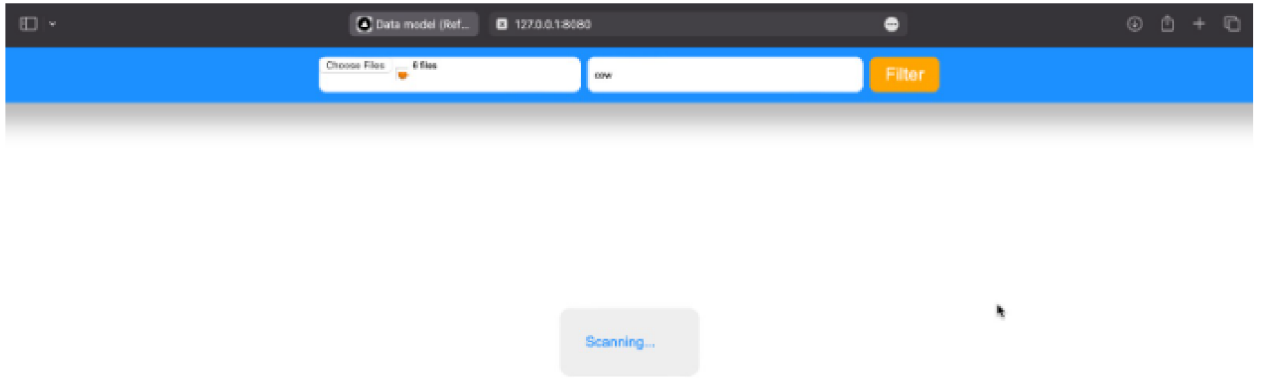 Data model (Ref...
127.0.0.1:8080
Choose Files
6 files
cow
Filter
Scanning...